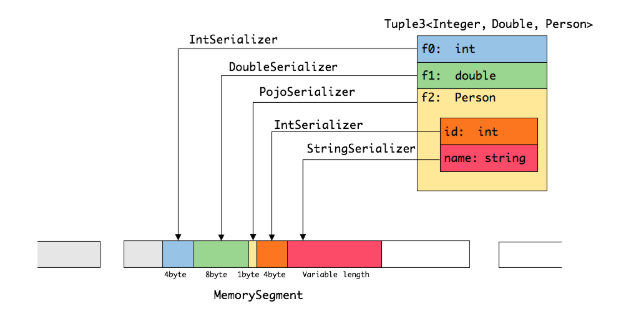 Tuple3<Integer, Double, Person>
IntSerializer
f0: int
DoubleSerializer
f1: double
PojoSerializer
f2: Person
IntSerializer
id: int
StringSerializer
name: string
4byte 8byte 1byte 4byte Variable length
MemorySegment